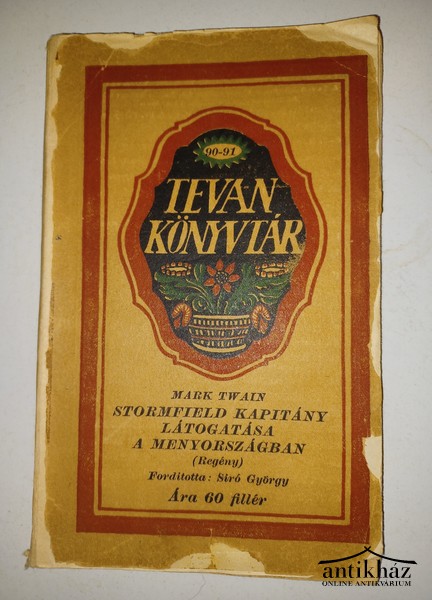 90-91
TEVAN-
KÖNYVTÁR
MARK TWAIN
STORMFIELD KAPITÁNY
LÁTOGATÁSA
A MENYORSZÁGBAN
(Regény)
Forditotta: Siró György
Ára 60 fillér
antikház
ONLINE ANTIKVÁRIUM